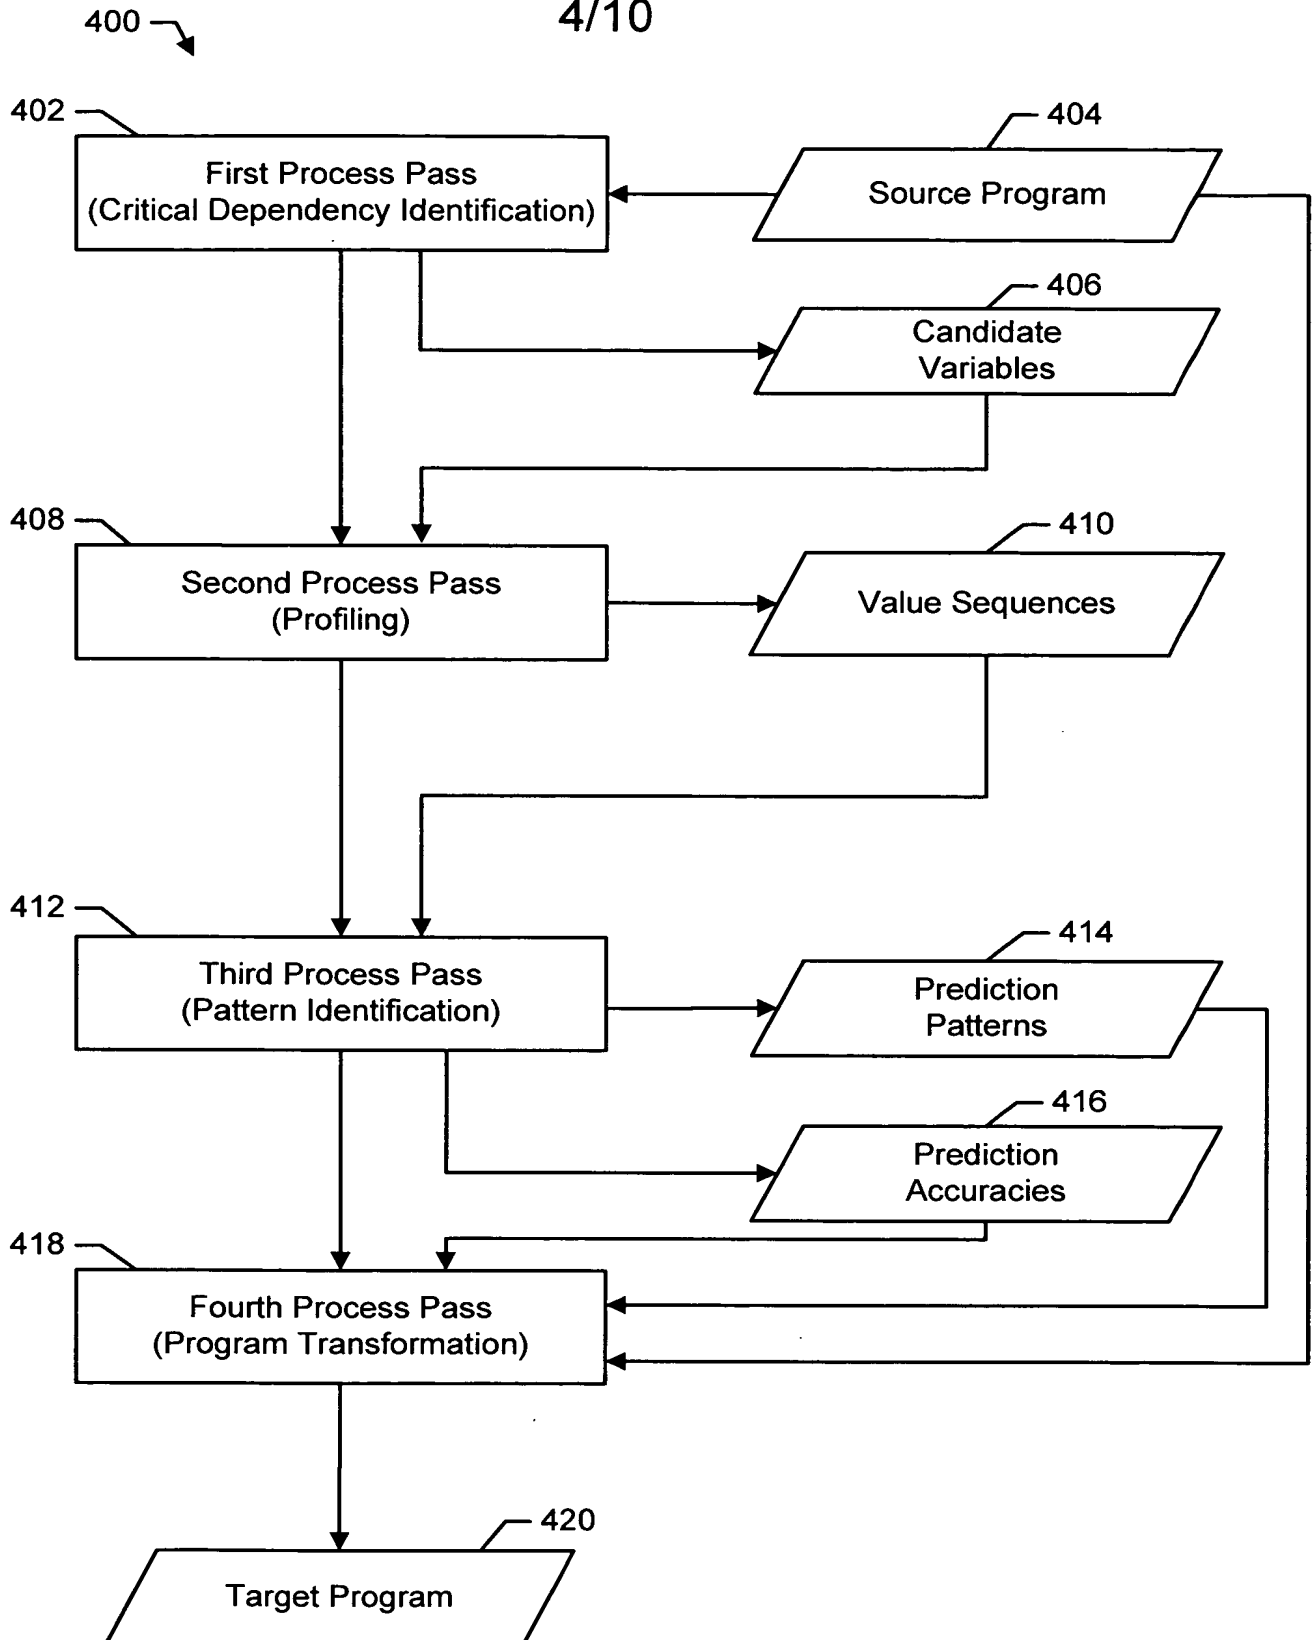 4/10
400
402
First Process Pass
(Critical Dependency Identification)
404
Source Program
406
Candidate
Variables
408
Second Process Pass
(Profiling)
410
Value Sequences
412
Third Process Pass
(Pattern Identification)
414
Prediction
Patterns
416
Prediction
Accuracies
418
Fourth Process Pass
(Program Transformation)
420
Target Program